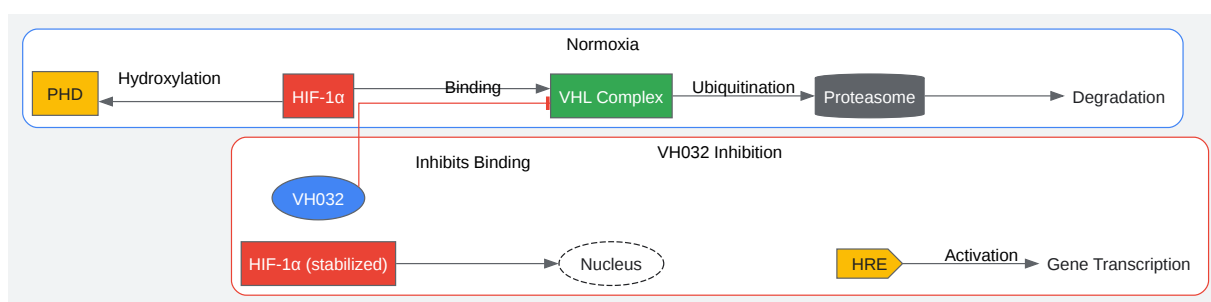 Normoxia
PHD
Hydroxylation
HIF-1α
Binding
VHL Complex
Ubiquitination
Proteasome
Degradation
VH032 Inhibition
Inhibits Binding
VH032
HIF-1α (stabilized)
Nucleus
HRE
Activation
Gene Transcription